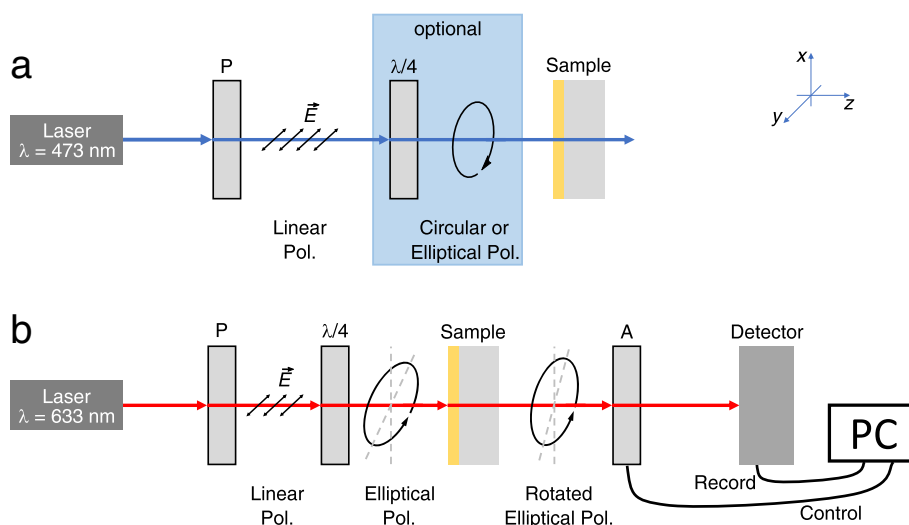 a
optional
P
λ/4
Sample
Laser
λ = 473 nm
E
Linear
Pol.
Circular or
Elliptical Pol.
x
y
z
b
P
λ/4
Sample
A
Detector
Laser
λ = 633 nm
E
PC
Linear
Pol.
Elliptical
Pol.
Rotated
Elliptical Pol.
Record
Control